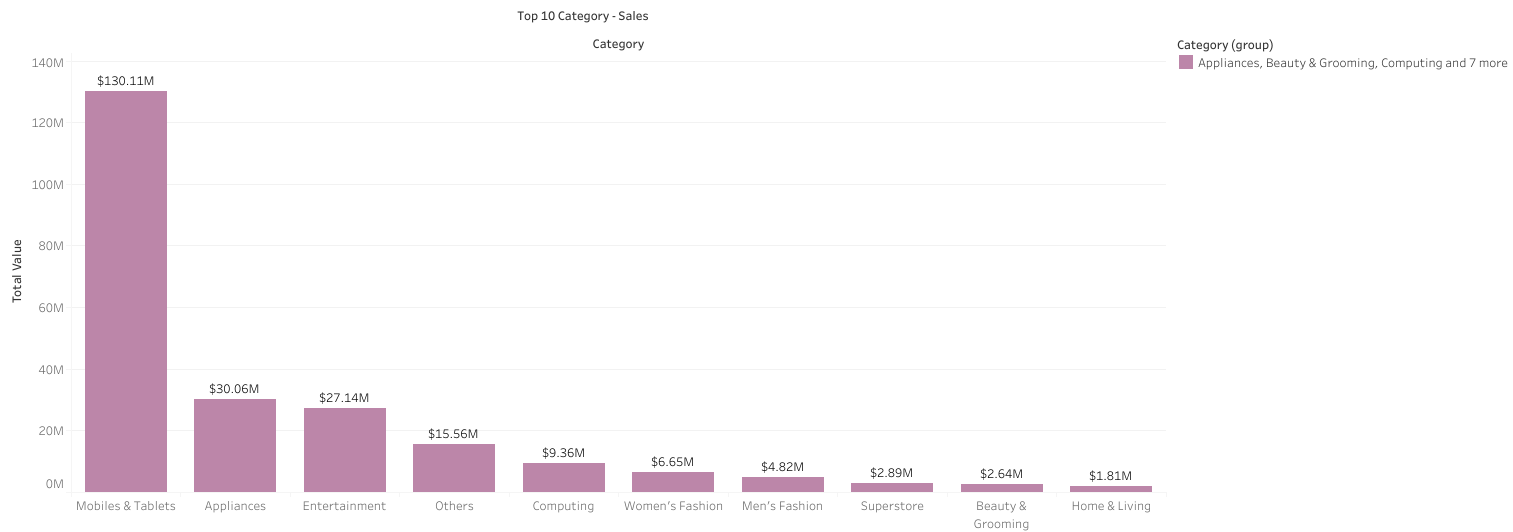 Top 10 Category - Sales
Category
Category (group)
Appliances, Beauty & Grooming, Computing and 7 more
Total Value
140M
120M
100M
80M
60M
40M
20M
0M
$130.11M
$30.06M
$27.14M
$15.56M
$9.36M
$6.65M
$4.82M
$2.89M
$2.64M
$1.81M
Mobiles & Tablets
Appliances
Entertainment
Others
Computing
Women's Fashion
Men's Fashion
Superstore
Beauty &
Grooming
Home & Living